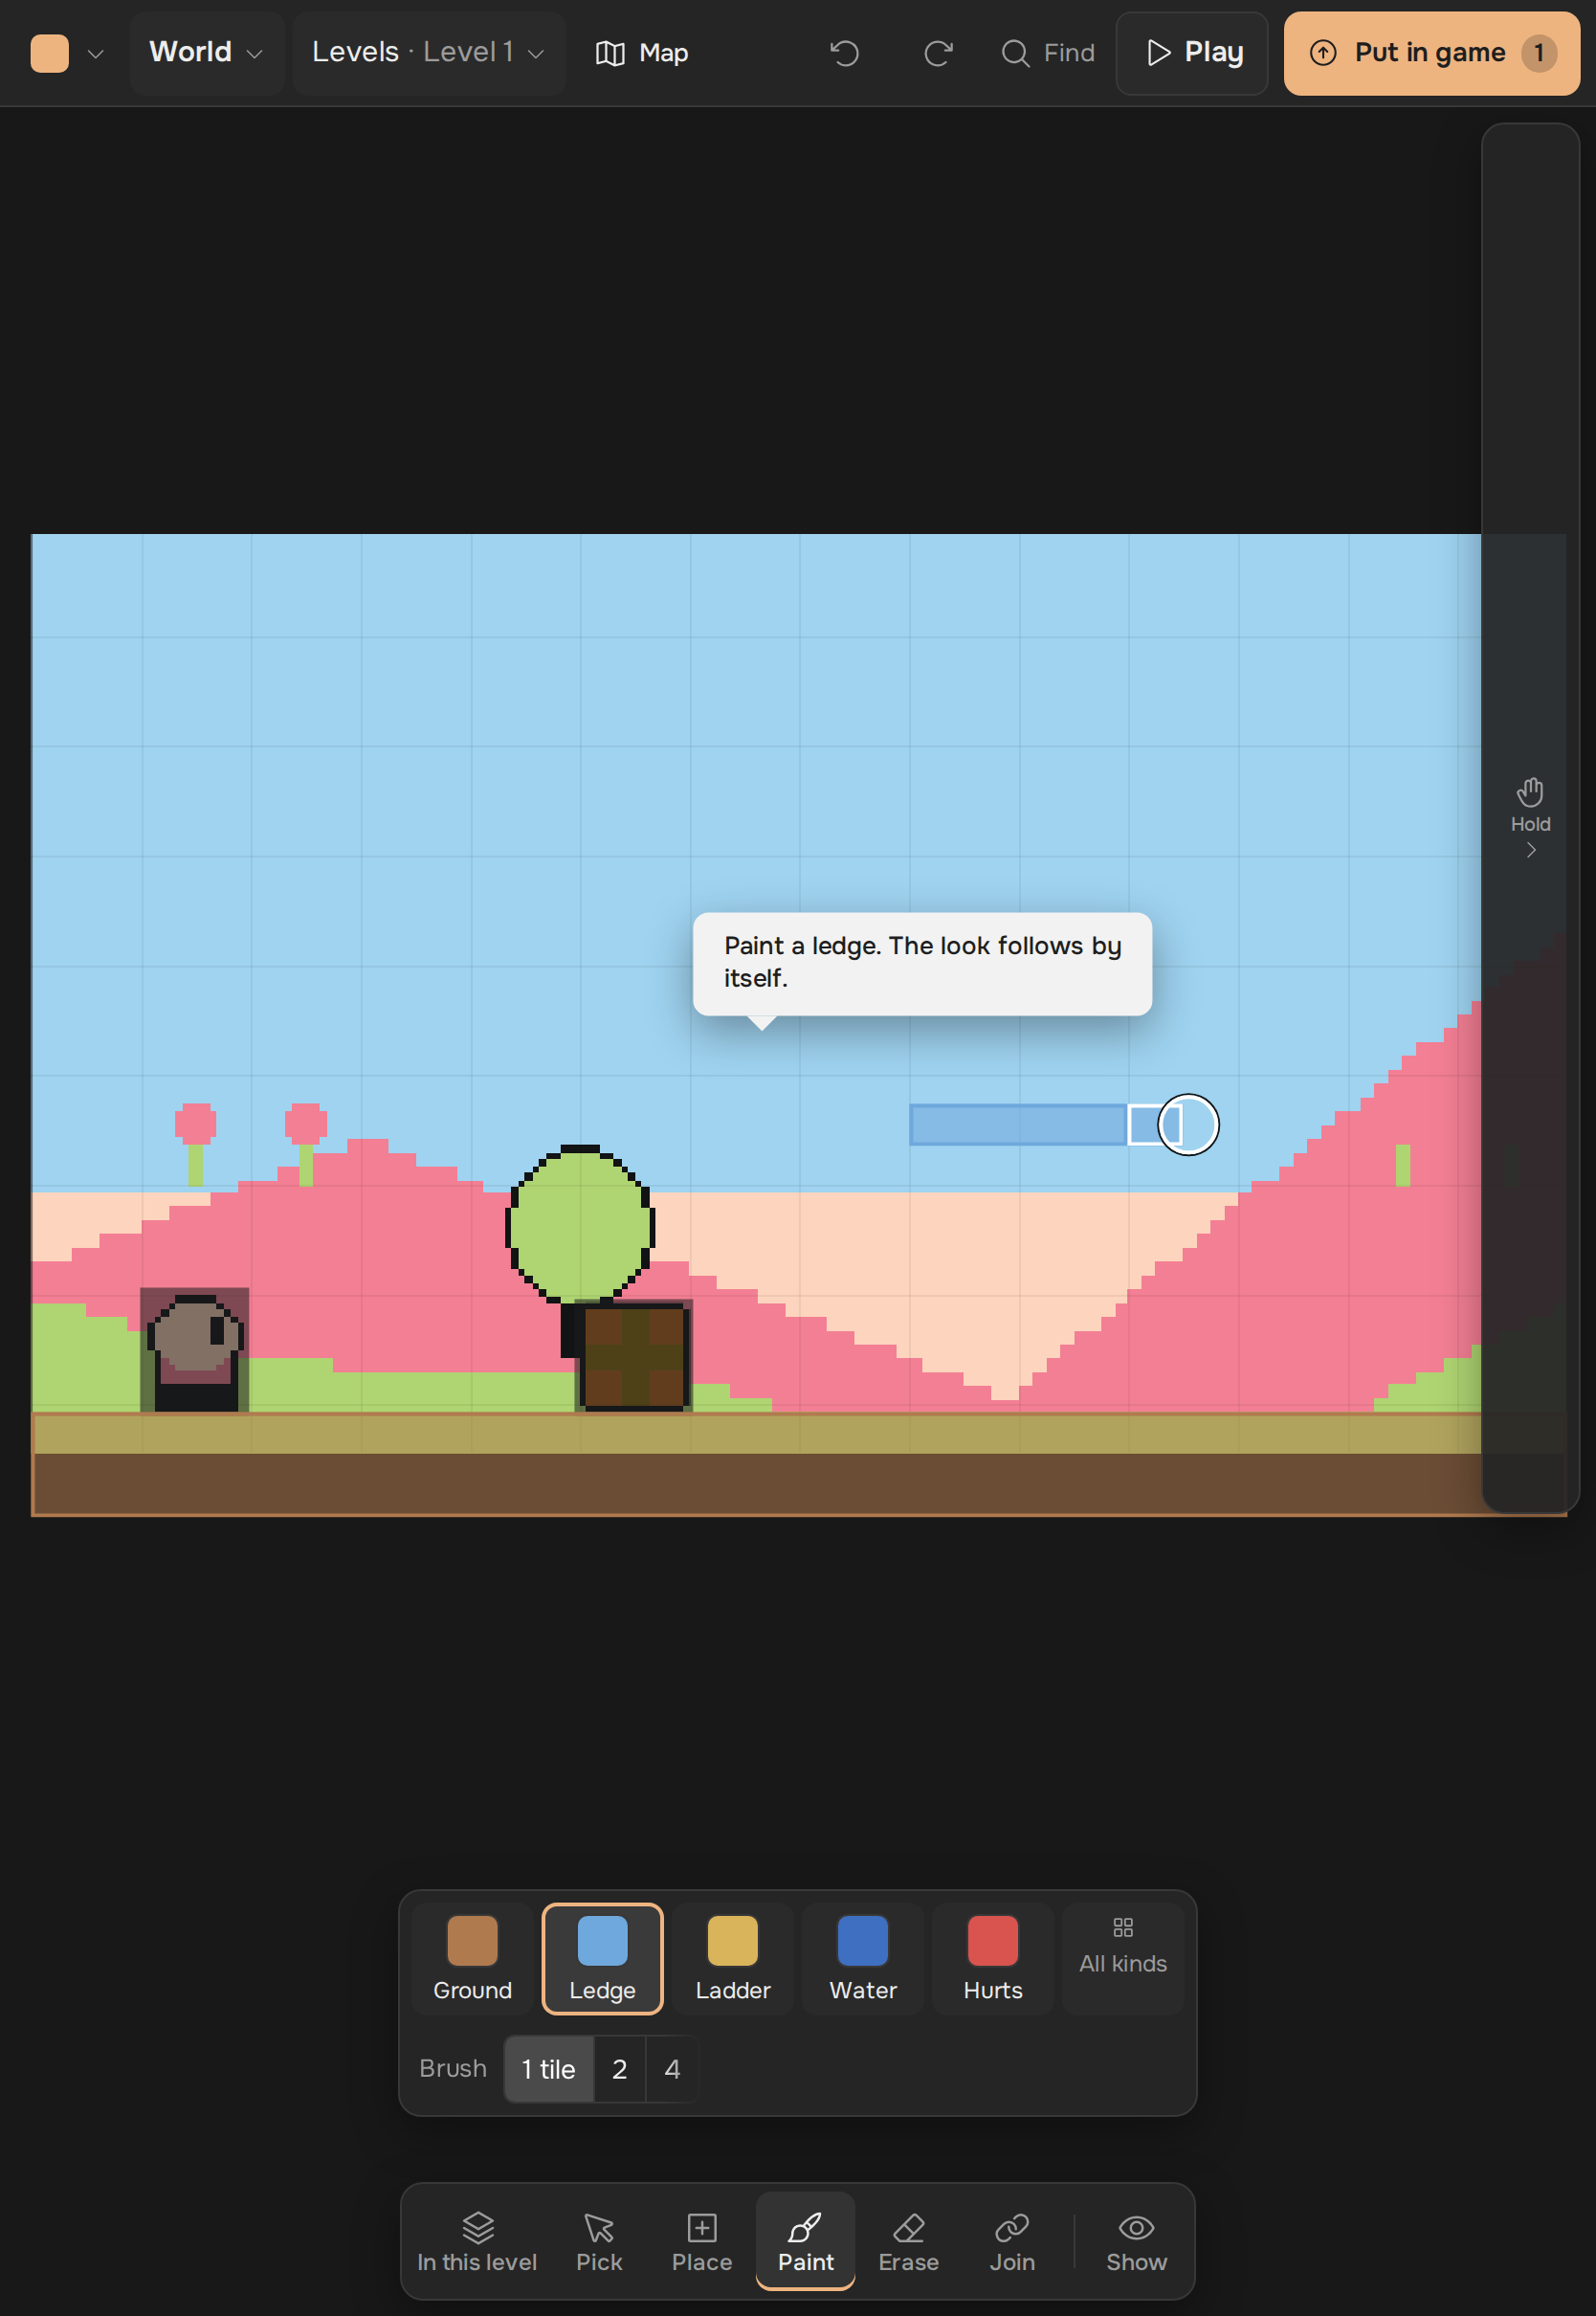 World
Levels · Level 1
Map
Find
Play
Put in game 1
Hold
Paint a ledge. The look follows by
itself.
Ground
Ledge
Ladder
Water
Hurts
All kinds
Brush
1 tile
2
4
In this level
Pick
Place
Paint
Erase
Join
Show